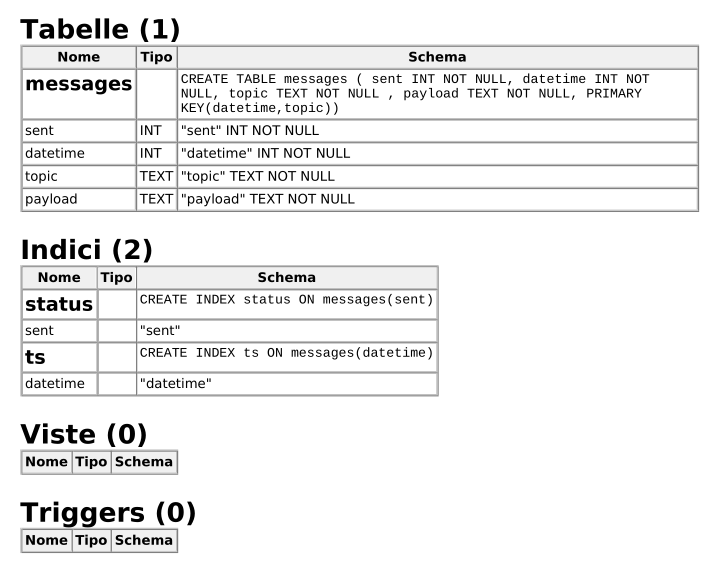 Tabelle (1)
Nome Tipo Schema
messages CREATE TABLE messages ( sent INT NOT NULL, datetime INT NOT
NULL, topic TEXT NOT NULL , payload TEXT NOT NULL, PRIMARY
KEY(datetime,topic))
sent INT "sent" INT NOT NULL
datetime INT "datetime" INT NOT NULL
topic TEXT "topic" TEXT NOT NULL
payload TEXT "payload" TEXT NOT NULL
Indici (2)
Nome Tipo Schema
status CREATE INDEX status ON messages(sent)
sent "sent"
ts CREATE INDEX ts ON messages(datetime)
datetime "datetime"
Viste (0)
Nome Tipo Schema
Triggers (0)
Nome Tipo Schema